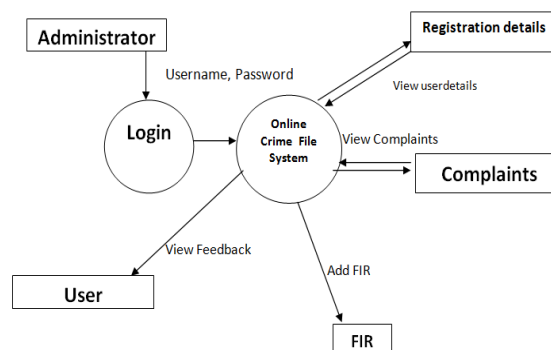 Administrator
Registration details
Username, Password
View userdetails
Login
Online
Crime File
System
View Complaints
Complaints
View Feedback
Add FIR
User
FIR